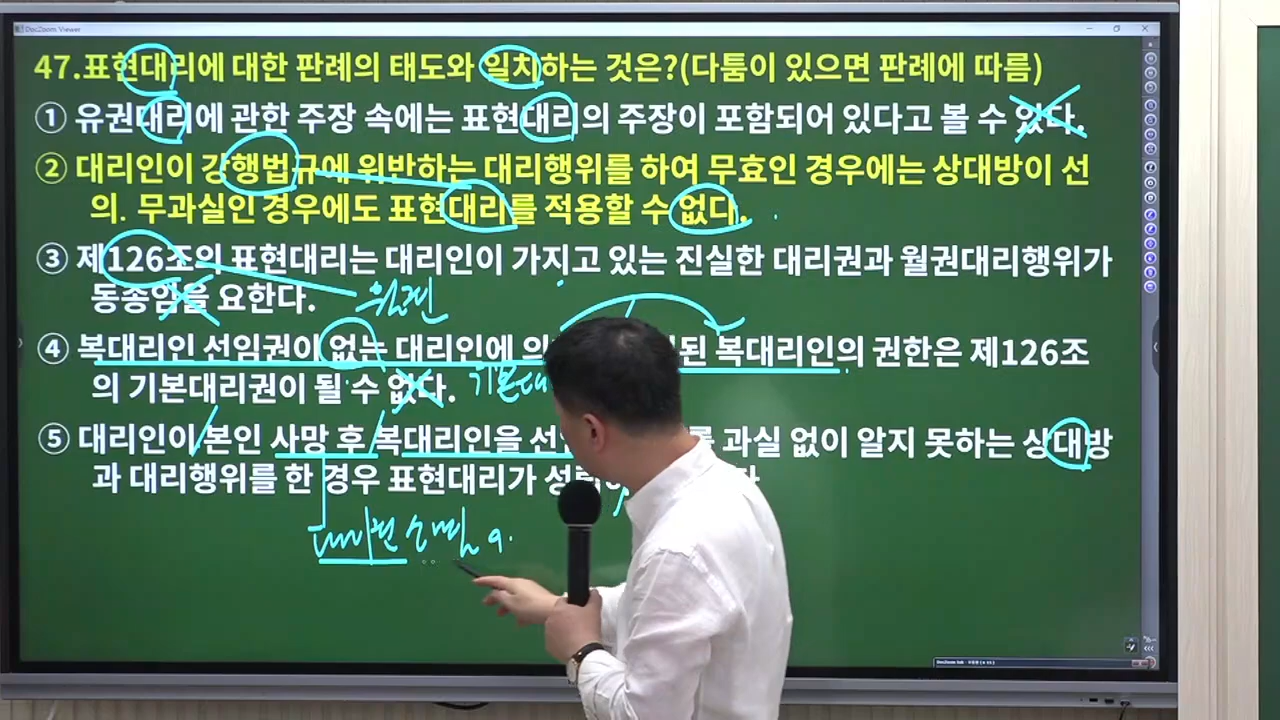 DocZoom Viewer
47.표현대리에 대한 판례의 태도와 일치하는 것은?(다툼이 있으면 판례에 따름)
① 유권대리에 관한 주장 속에는 표현대리의 주장이 포함되어 있다고 볼 수 있다.
② 대리인이 강행법규에 위반하는 대리행위를 하여 무효인 경우에는 상대방이 선
의. 무과실인 경우에도 표현대리를 적용할 수 없다.
③ 제126조의 표현대리는 대리인이 가지고 있는 진실한 대리권과 월권대리행위가
동종임을 요한다.
월권
④ 복대리인 선임권이 없는 대리인에 의 된 복대리인의 권한은 제126조
의 기본대리권이 될 수 없다.
기본대
⑤ 대리인이 본인 사망 후 복대리인을 선 과실 없이 알지 못하는 상대방
과 대리행위를 한 경우 표현대리가 성
대리권 소멸